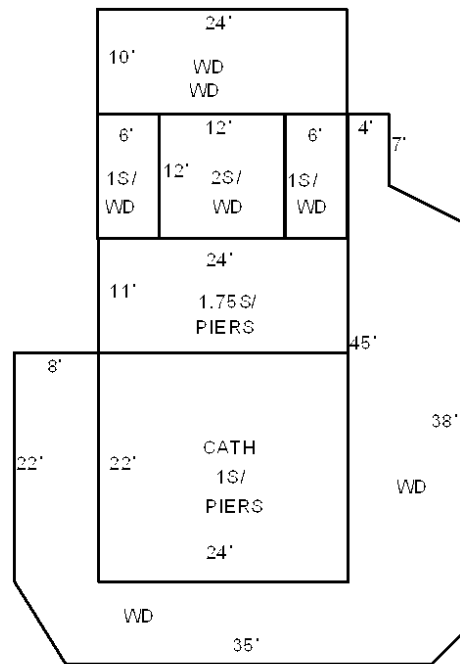 24'
10'
WD
WD
6'
12'
6'
4'
7'
1S/
WD
12'
2S/
WD
1S/
WD
24'
11'
1.75S/
PIERS
8'
45'
38'
22'
22'
CATH
1S/
PIERS
WD
24'
WD
35'